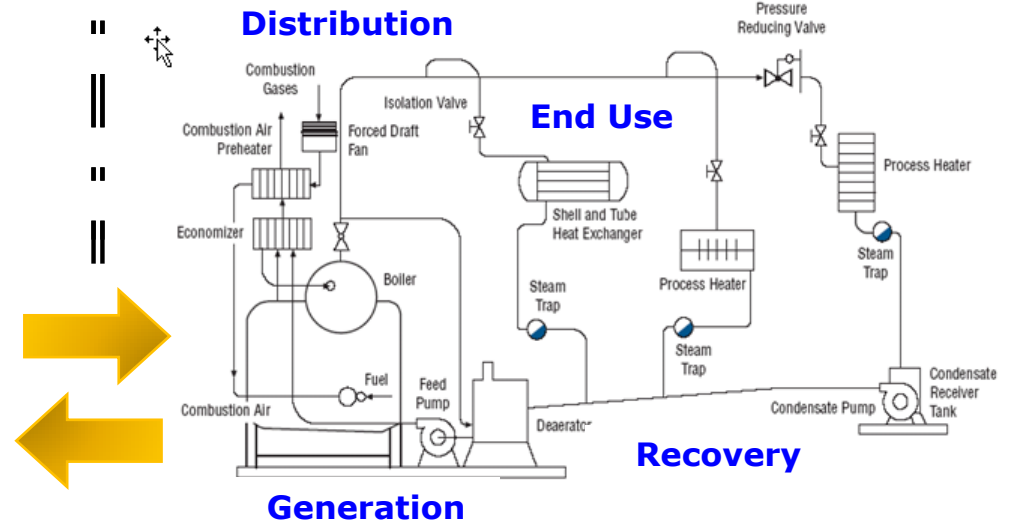 Distribution
Pressure
Reducing Valve
Combustion
Gases
Isolation Valve
End Use
Combustion Air
Preheater
Forced Draft
Fan
Process Heater
Shell and Tube
Heat Exchanger
Economizer
Boiler
Steam
Trap
Process Heater
Steam
Trap
Steam
Trap
Fuel
Feed
Pump
Combustion Air
Condensate
Receiver
Tank
Condensate Pump
Deaerator
Recovery
Generation